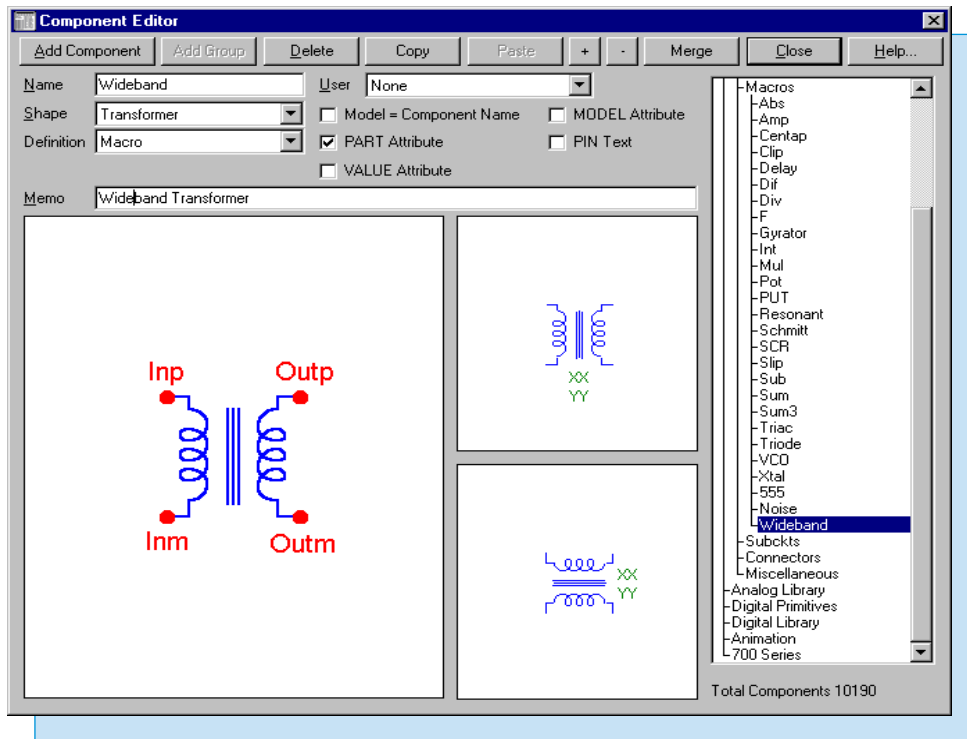 Component Editor
Add Component Add Group Delete Copy Paste + - Merge Close Help...
Name Wideband User None
Shape Transformer Model = Component Name MODEL Attribute
Definition Macro PART Attribute PIN Text
VALUE Attribute
Memo Wideband Transformer
Inp Outp
Inm Outm
XX
YY
XX
YY
Macros
Abs
Amp
Centap
Clip
Delay
Dif
Div
F
Gyrator
Int
Mul
Pot
PUT
Resonant
Schmitt
SCR
Slip
Sub
Sum
Sum3
Triac
Triode
VCO
Xtal
555
Noise
Wideband
Subckts
Connectors
Miscellaneous
Analog Library
Digital Primitives
Digital Library
Animation
700 Series
Total Components 10190